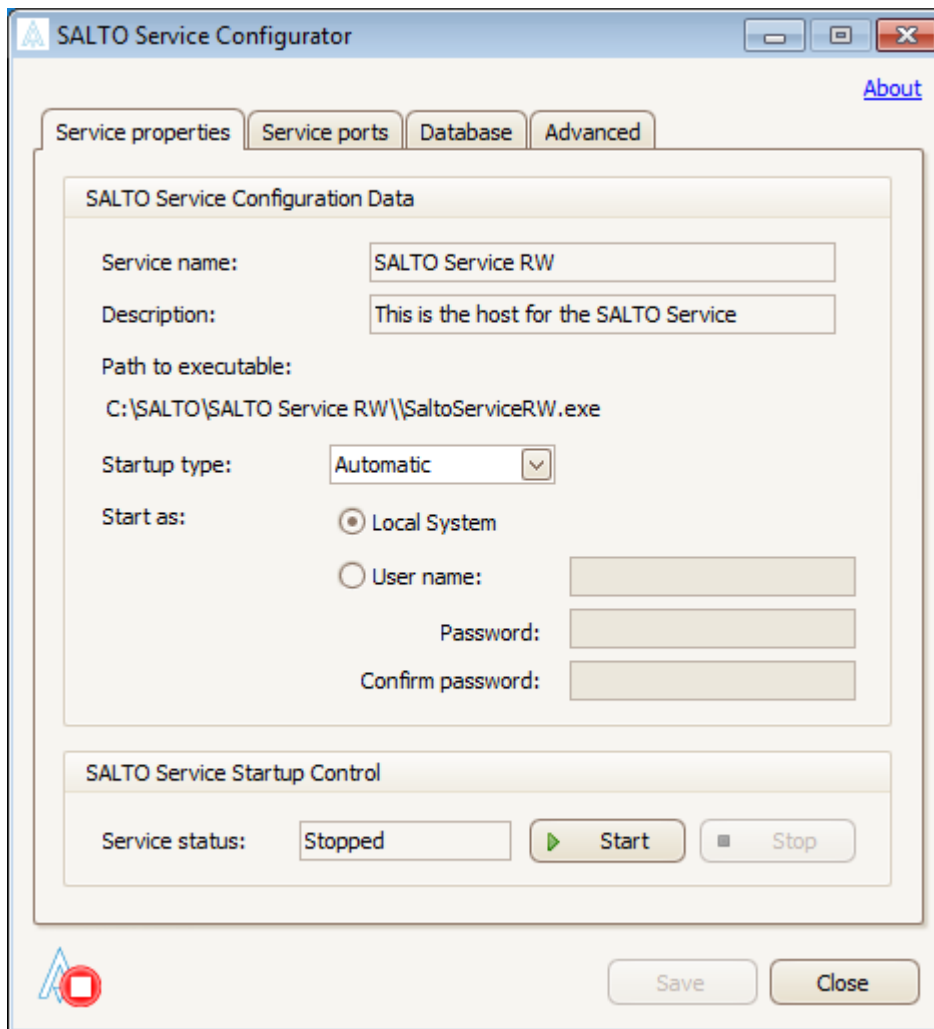 SALTO Service Configurator
About
Service properties Service ports Database Advanced
SALTO Service Configuration Data
Service name: SALTO Service RW
Description: This is the host for the SALTO Service
Path to executable:
C:\SALTO\SALTO Service RW\\SaltoServiceRW.exe
Startup type: Automatic
Start as: Local System
User name:
Password:
Confirm password:
SALTO Service Startup Control
Service status: Stopped Start Stop
Save Close